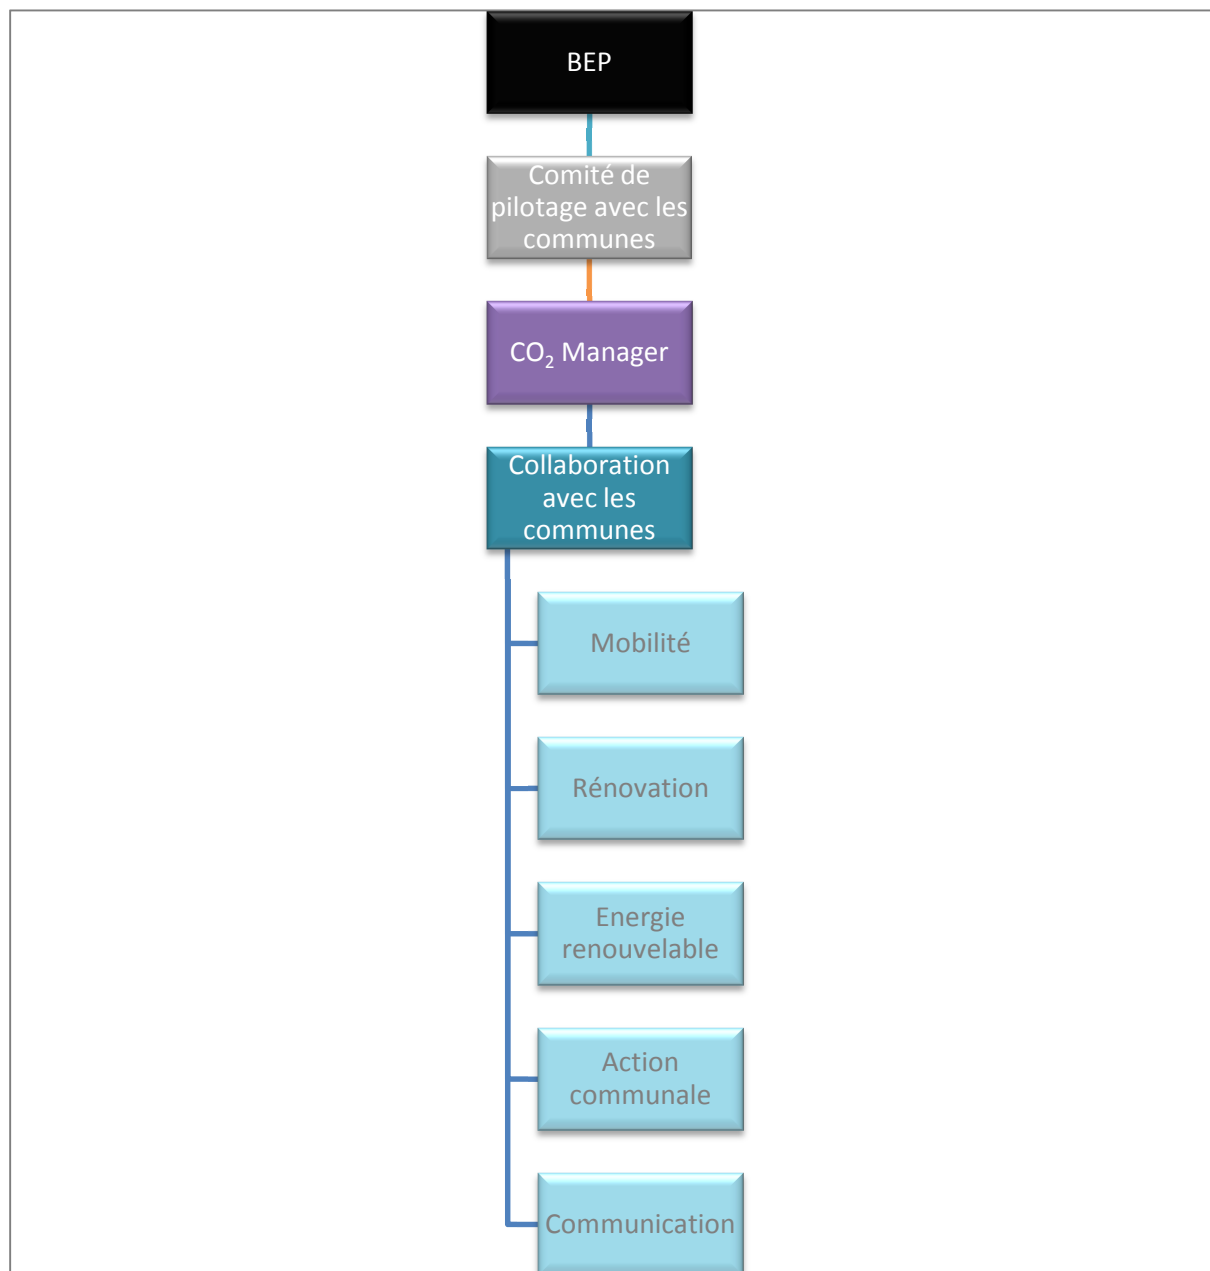 BEP
Comité de
pilotage avec les
communes
CO₂ Manager
Collaboration
avec les
communes
Mobilité
Rénovation
Energie
renouvelable
Action
communale
Communication